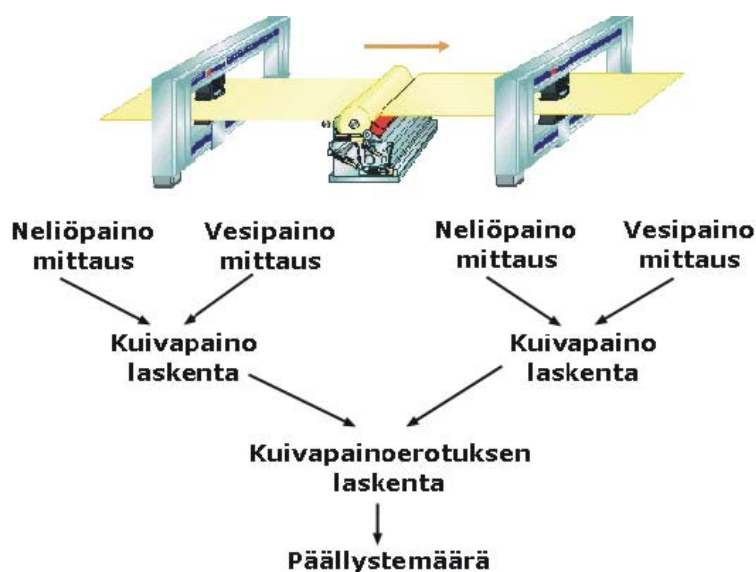 Neliöpaino
mittaus
Vesipaino
mittaus
Neliöpaino
mittaus
Vesipaino
mittaus
Kuivapaino
laskenta
Kuivapaino
laskenta
Kuivapainoerotuksen
laskenta
Päällystemäärä